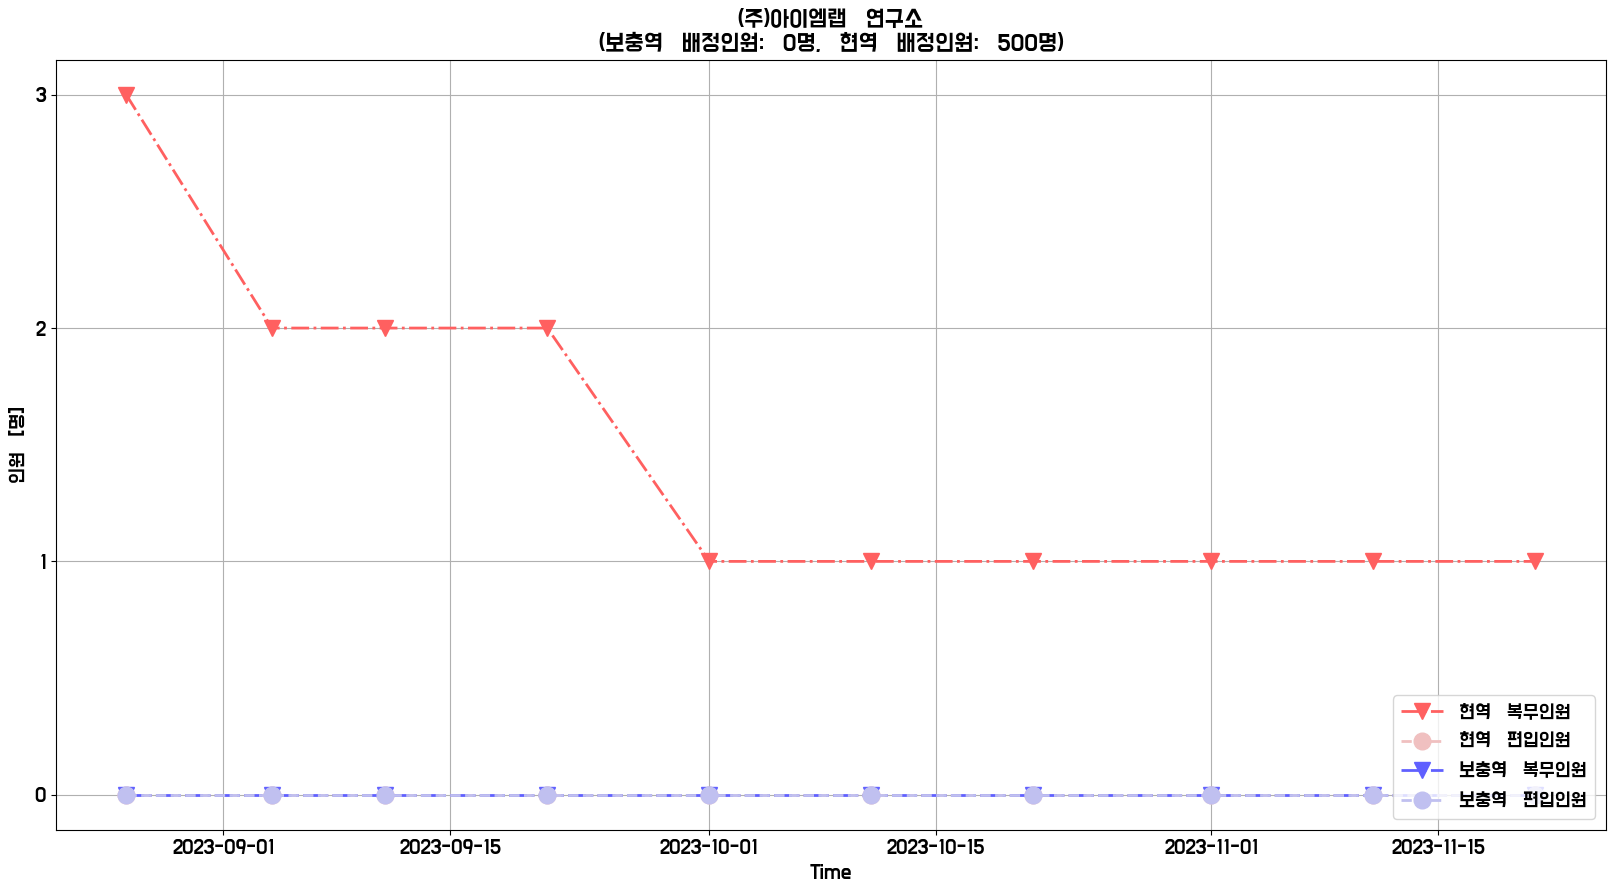 (주)아이엠랩 연구소
(보충역 배정인원: 0명, 현역 배정인원: 500명)
인원 [명]
3
2
1
0
현역 복무인원
현역 편입인원
보충역 복무인원
보충역 편입인원
2023-09-01 2023-09-15 2023-10-01 2023-10-15 2023-11-01 2023-11-15
Time